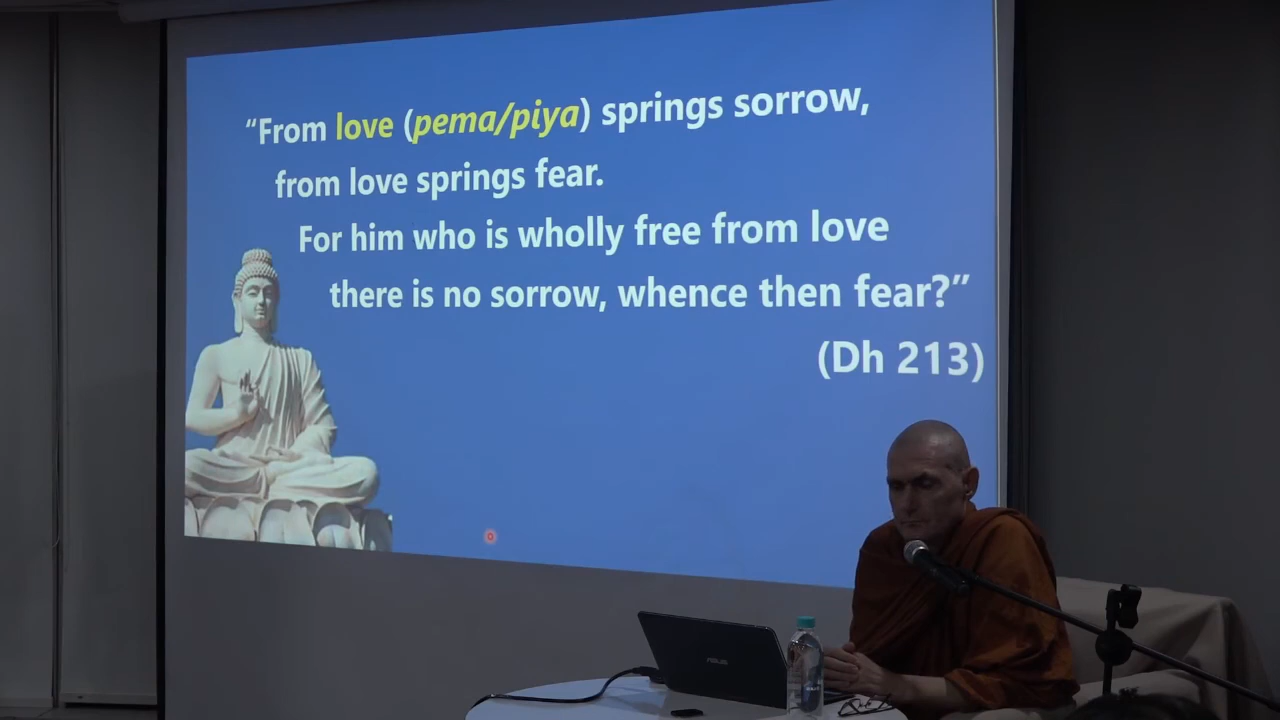 “From love (pema/piya) springs sorrow,
from love springs fear.
For him who is wholly free from love
there is no sorrow, whence then fear?”
(Dh 213)
ASUS